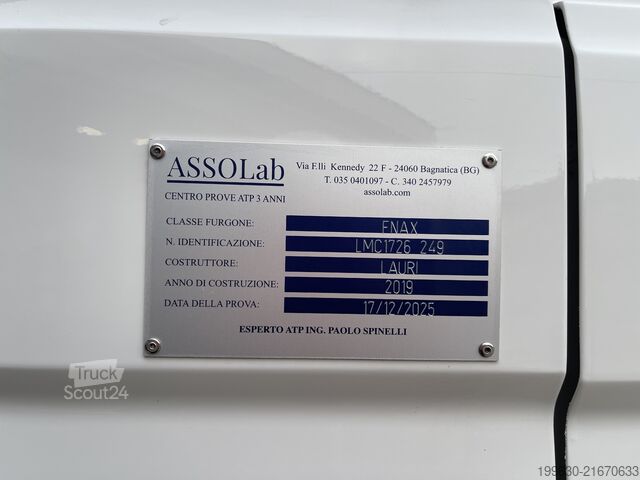 ASSOLab
Via F.lli Kennedy 22 F - 24060 Bagnatica (BG)
T. 035 0401097 - C. 340 2457979
assolab.com
CENTRO PROVE ATP 3 ANNI
CLASSE FURGONE: FNAX
N. IDENTIFICAZIONE: LMC1726 249
COSTRUTTORE: LAURI
ANNO DI COSTRUZIONE: 2019
DATA DELLA PROVA: 17/12/2025
ESPERTO ATP ING. PAOLO SPINELLI
Truck
Scout24
199-30-21670633